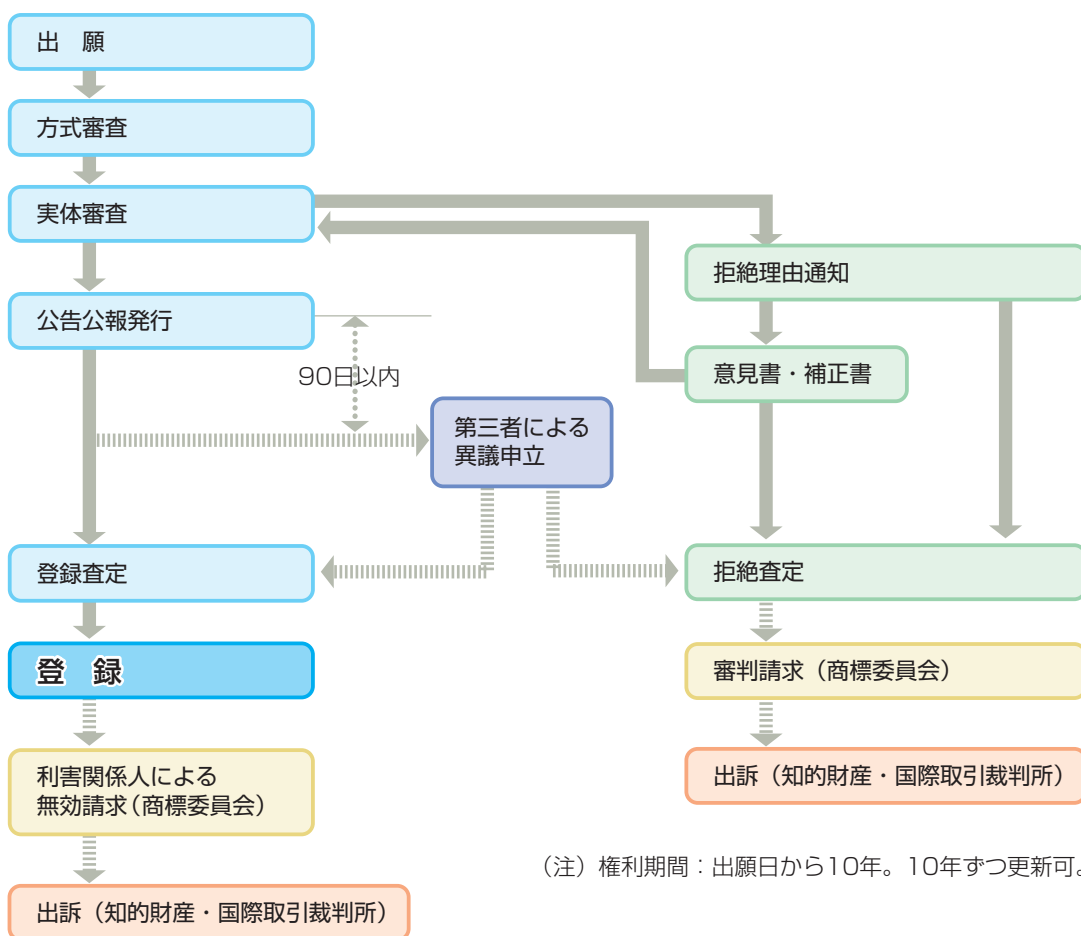 出　願
方式審査
実体審査
公告公報発行
90日以内
第三者による
異議申立
登録査定
登　録
利害関係人による
無効請求（商標委員会）
出訴（知的財産・国際取引裁判所）
拒絶理由通知
意見書・補正書
拒絶査定
審判請求（商標委員会）
出訴（知的財産・国際取引裁判所）
（注）権利期間：出願日から10年。10年ずつ更新可。